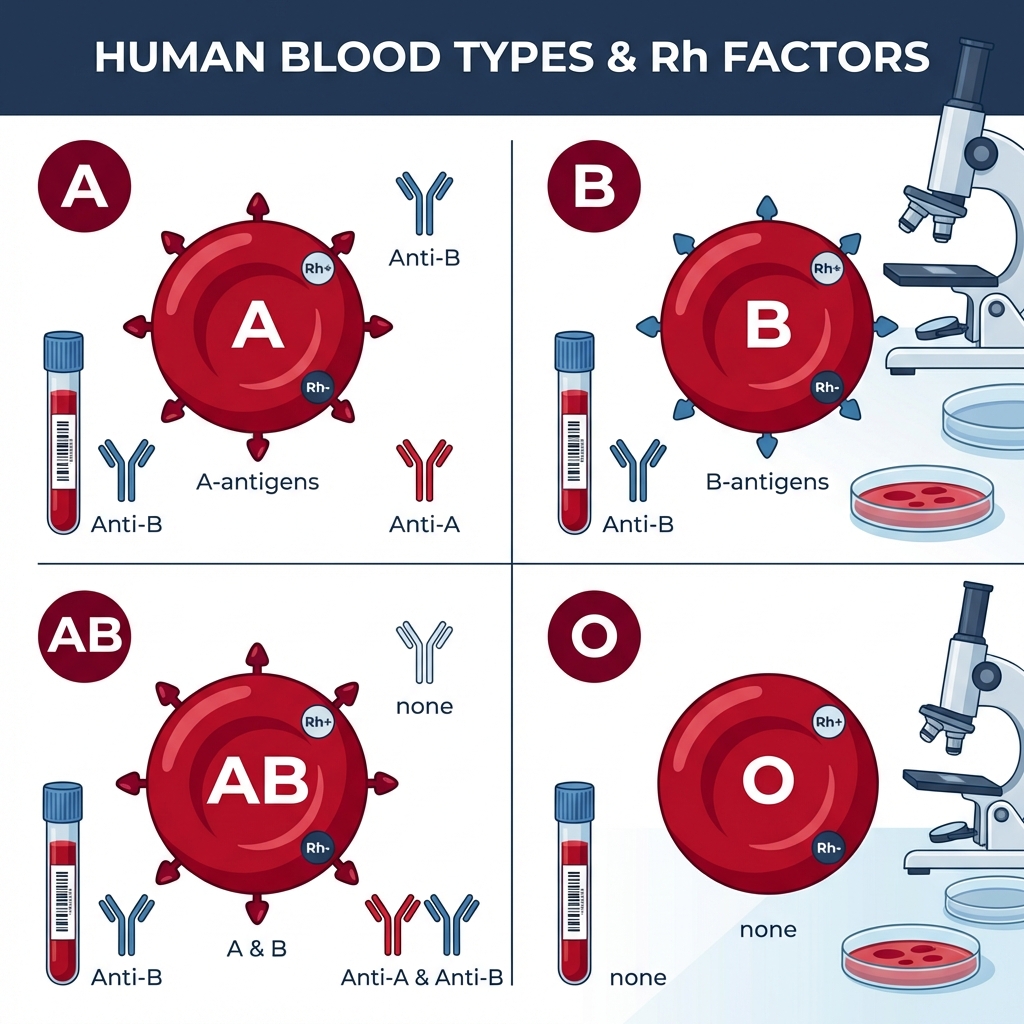 HUMAN BLOOD TYPES & Rh FACTORS
A
Anti-B
Rh+
A
Rh-
A-antigens
Anti-B
Anti-A
B
Rh+
B
Rh-
B-antigens
Anti-B
AB
none
Rh+
AB
Rh-
A & B
Anti-B
Anti-A & Anti-B
O
Rh+
O
Rh-
none
none